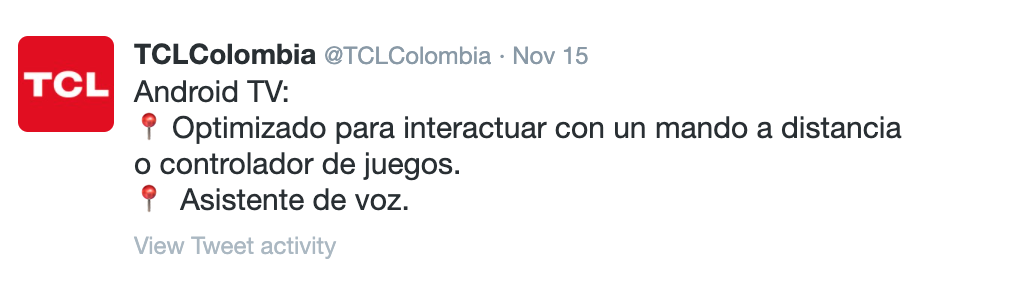 TCL
TCLColombia @TCLColombia · Nov 15
Android TV:
📍 Optimizado para interactuar con un mando a distancia
o controlador de juegos.
📍 Asistente de voz.
View Tweet activity